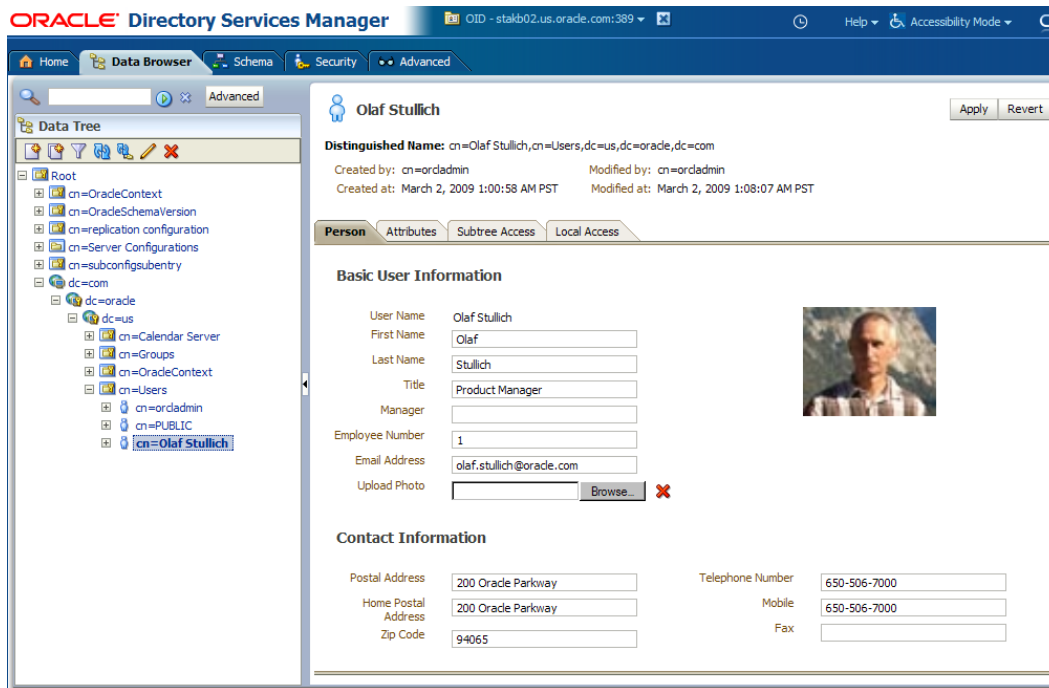 ORACLE Directory Services Manager
OID - stakb02.us.oracle.com:389
Help Accessibility Mode
Home Data Browser Schema Security Advanced
Advanced
Data Tree
Root
cn=OracleContext
cn=OracleSchemaVersion
cn=replication configuration
cn=Server Configurations
cn=subconfigsubentry
dc=com
dc=oracle
dc=us
cn=Calendar Server
cn=Groups
cn=OracleContext
cn=Users
cn=orcladmin
cn=PUBLIC
cn=Olaf Stullich
Olaf Stullich
Apply Revert
Distinguished Name: cn=Olaf Stullich,cn=Users,dc=us,dc=oracle,dc=com
Created by: cn=orcladmin Modified by: cn=orcladmin
Created at: March 2, 2009 1:00:58 AM PST Modified at: March 2, 2009 1:08:07 AM PST
Person Attributes Subtree Access Local Access
Basic User Information
User Name Olaf Stullich
First Name Olaf
Last Name Stullich
Title Product Manager
Manager
Employee Number 1
Email Address olaf.stullich@oracle.com
Upload Photo Browse...
Contact Information
Postal Address 200 Oracle Parkway Telephone Number 650-506-7000
Home Postal Address 200 Oracle Parkway Mobile 650-506-7000
Zip Code 94065 Fax